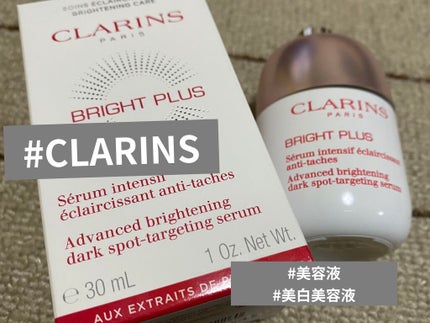 SOINS ÉCLAIR
BRIGHTENING CARE
CLARINS
PARIS
BRIGHT PLUS
#CLARINS
Sérum intensif
éclaircissant anti-taches
Advanced brightening
dark spot-targeting serum
e 30 mL
1 Oz. Net Wt.
AUX EXTRAITS DE
CLARINS
PARIS
BRIGHT PLUS
Sérum intensif éclaircissant
anti-taches
Advanced brightening
dark spot-targeting serum
#美容液
#美白美容液